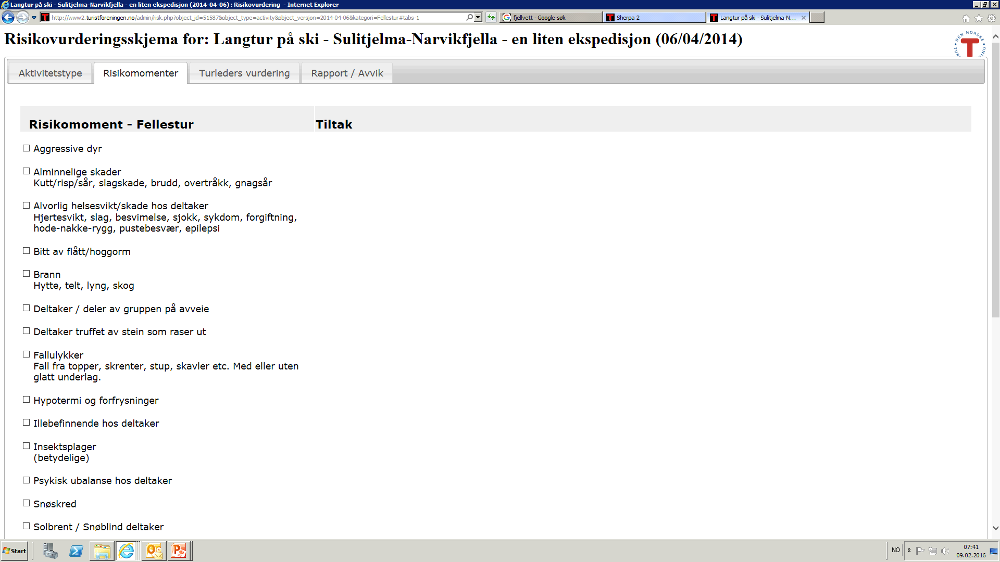 Langtur på ski - Sulitjelma-Narvikfjella - en liten ekspedisjon (2014-04-06) : Risikovurdering - Internet Explorer
http://www2.turistforeningen.no/admin/risk.php?object_id=51587&object_type=activity&object_versjon=2014-04-06&kategori=Fellestur#tabs-1
fjellvett - Google-søk
Sherpa 2
Langtur på ski - Sulitjelma-N...
Risikovurderingsskjema for: Langtur på ski - Sulitjelma-Narvikfjella - en liten ekspedisjon (06/04/2014)
DEN NORSKE
T
Aktivitetstype
Risikomomenter
Turleders vurdering
Rapport / Avvik
Risikomoment - Fellestur
Tiltak
Aggressive dyr
Alminnelige skader
Kutt/risp/sår, slagskade, brudd, overtråkk, gnagsår
Alvorlig helsesvikt/skade hos deltaker
Hjertesvikt, slag, besvimelse, sjokk, sykdom, forgiftning,
hode-nakke-rygg, pustebesvær, epilepsi
Bitt av flått/hoggorm
Brann
Hytte, telt, lyng, skog
Deltaker / deler av gruppen på avveie
Deltaker truffet av stein som raser ut
Fallulykker
Fall fra topper, skrenter, stup, skavler etc. Med eller uten
glatt underlag.
Hypotermi og forfrysninger
Illebefinnende hos deltaker
Insektsplager
(betydelige)
Psykisk ubalanse hos deltaker
Snøskred
Solbrent / Snøblind deltaker
Start
NO
07:41
09.02.2016